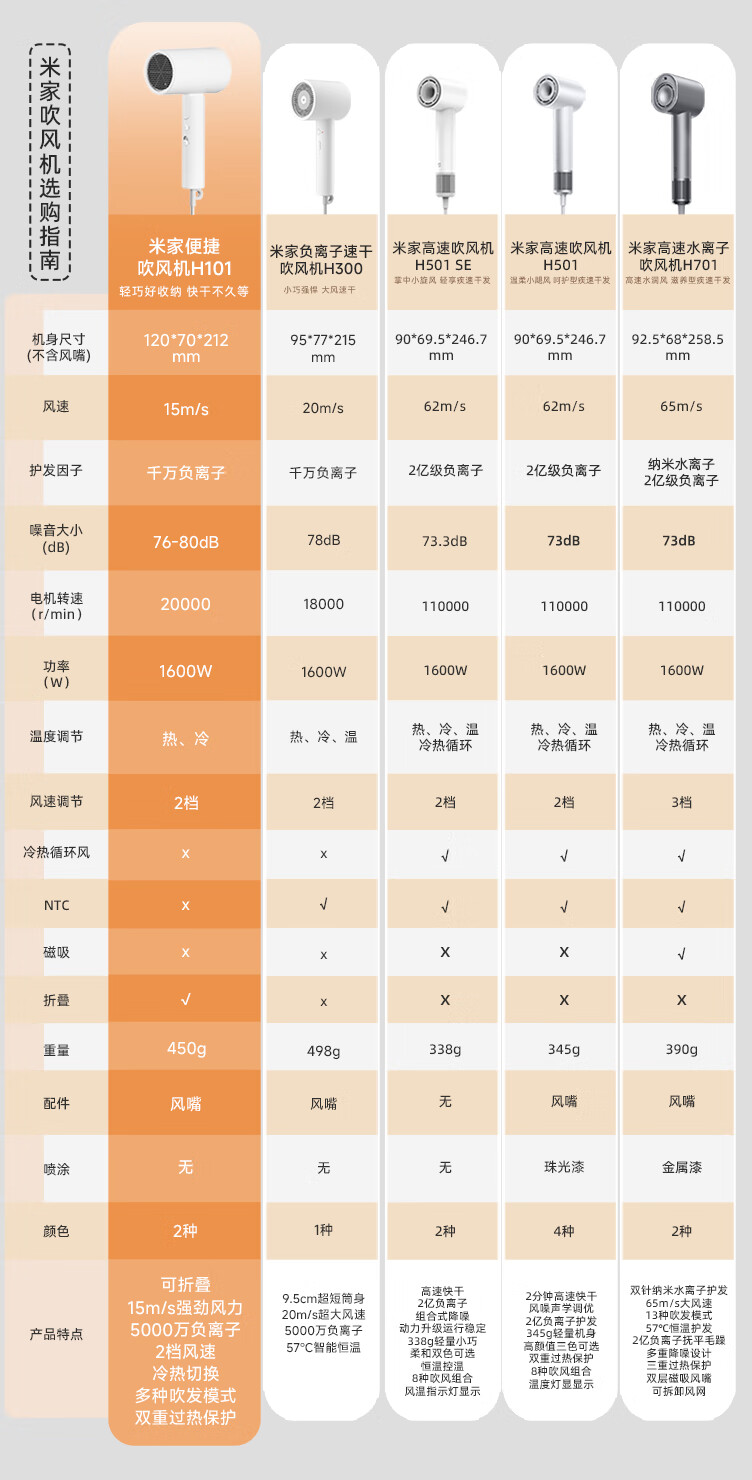 米家吹风机选购指南
米家便捷
吹风机H101
轻巧好收纳 快干不久等
米家负离子速干
吹风机H300
小巧强悍 大风速干
米家高速吹风机
H501 SE
掌中小旋风 轻享疾速干发
米家高速吹风机
H501
温柔小飓风 呵护型疾速干发
米家高速水离子
吹风机H701
高速水润风 滋养型疾速干发
机身尺寸
(不含风嘴)
120*70*212
mm
95*77*215
mm
90*69.5*246.7
mm
90*69.5*246.7
mm
92.5*68*258.5
mm
风速
15m/s
20m/s
62m/s
62m/s
65m/s
护发因子
千万负离子
千万负离子
2亿级负离子
2亿级负离子
纳米水离子
2亿级负离子
噪音大小
(dB)
76-80dB
78dB
73.3dB
73dB
73dB
电机转速
(r/min)
20000
18000
110000
110000
110000
功率
(W)
1600W
1600W
1600W
1600W
1600W
温度调节
热、冷
热、冷、温
热、冷、温
冷热循环
热、冷、温
冷热循环
热、冷、温
冷热循环
风速调节
2档
2档
2档
2档
3档
冷热循环风
x
x
√
√
√
NTC
x
√
√
√
√
磁吸
x
x
X
X
√
折叠
√
x
X
X
X
重量
450g
498g
338g
345g
390g
配件
风嘴
风嘴
无
风嘴
风嘴
喷涂
无
无
无
珠光漆
金属漆
颜色
2种
1种
2种
4种
2种
产品特点
可折叠
15m/s强劲风力
5000万负离子
2档风速
冷热切换
多种吹发模式
双重过热保护
9.5cm超短筒身
20m/s超大风速
5000万负离子
57℃智能恒温
高速快干
2亿负离子
组合式降噪
动力升级运行稳定
338g轻量小巧
柔和双色可选
恒温控温
8种吹风组合
风温指示灯显示
2分钟高速快干
风噪声学调优
2亿负离子护发
345g轻量机身
高颜值三色可选
双重过热保护
8种吹风组合
温度灯显显示
双针纳米水离子护发
65m/s大风速
13种吹发模式
57℃恒温护发
2亿负离子抚平毛躁
多重降噪设计
三重过热保护
双层磁吸风嘴
可拆卸风网